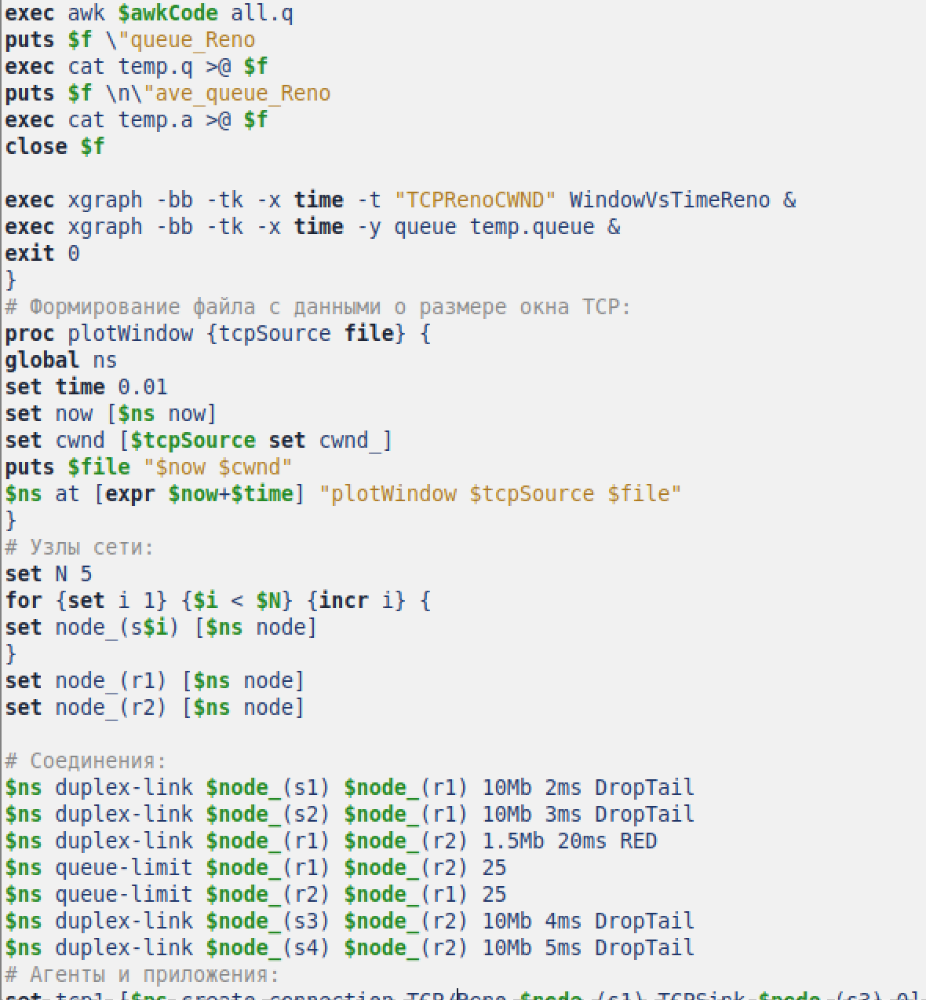 exec awk $awkCode all.q
puts $f \"queue_Reno
exec cat temp.q >@ $f
puts $f \n\"ave_queue_Reno
exec cat temp.a >@ $f
close $f
exec xgraph -bb -tk -x time -t "TCPRenoCWND" WindowVsTimeReno &
exec xgraph -bb -tk -x time -y queue temp.queue &
exit 0
}
# Формирование файла с данными о размере окна TCP:
proc plotWindow {tcpSource file} {
global ns
set time 0.01
set now [$ns now]
set cwnd [$tcpSource set cwnd_]
puts $file "$now $cwnd"
$ns at [expr $now+$time] "plotWindow $tcpSource $file"
}
# Узлы сети:
set N 5
for {set i 1} {$i < $N} {incr i} {
set node_(s$i) [$ns node]
}
set node_(r1) [$ns node]
set node_(r2) [$ns node]
# Соединения:
$ns duplex-link $node_(s1) $node_(r1) 10Mb 2ms DropTail
$ns duplex-link $node_(s2) $node_(r1) 10Mb 3ms DropTail
$ns duplex-link $node_(r1) $node_(r2) 1.5Mb 20ms RED
$ns queue-limit $node_(r1) $node_(r2) 25
$ns queue-limit $node_(r2) $node_(r1) 25
$ns duplex-link $node_(s3) $node_(r2) 10Mb 4ms DropTail
$ns duplex-link $node_(s4) $node_(r2) 10Mb 5ms DropTail
# Агенты и приложения:
set tcp1 [$ns create-connection TCP/Reno $node_(s1) TCPSink $node_(s3) 0]